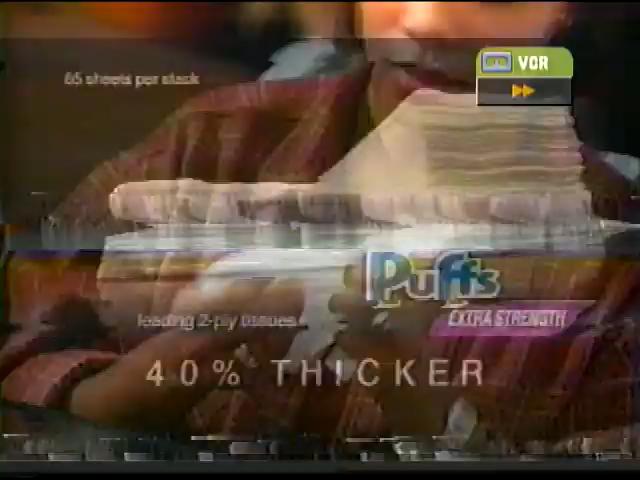 65 sheets per stack
VCR
Puffs
EXTRA STRENGTH
leading 2-ply tissues
40% THICKER